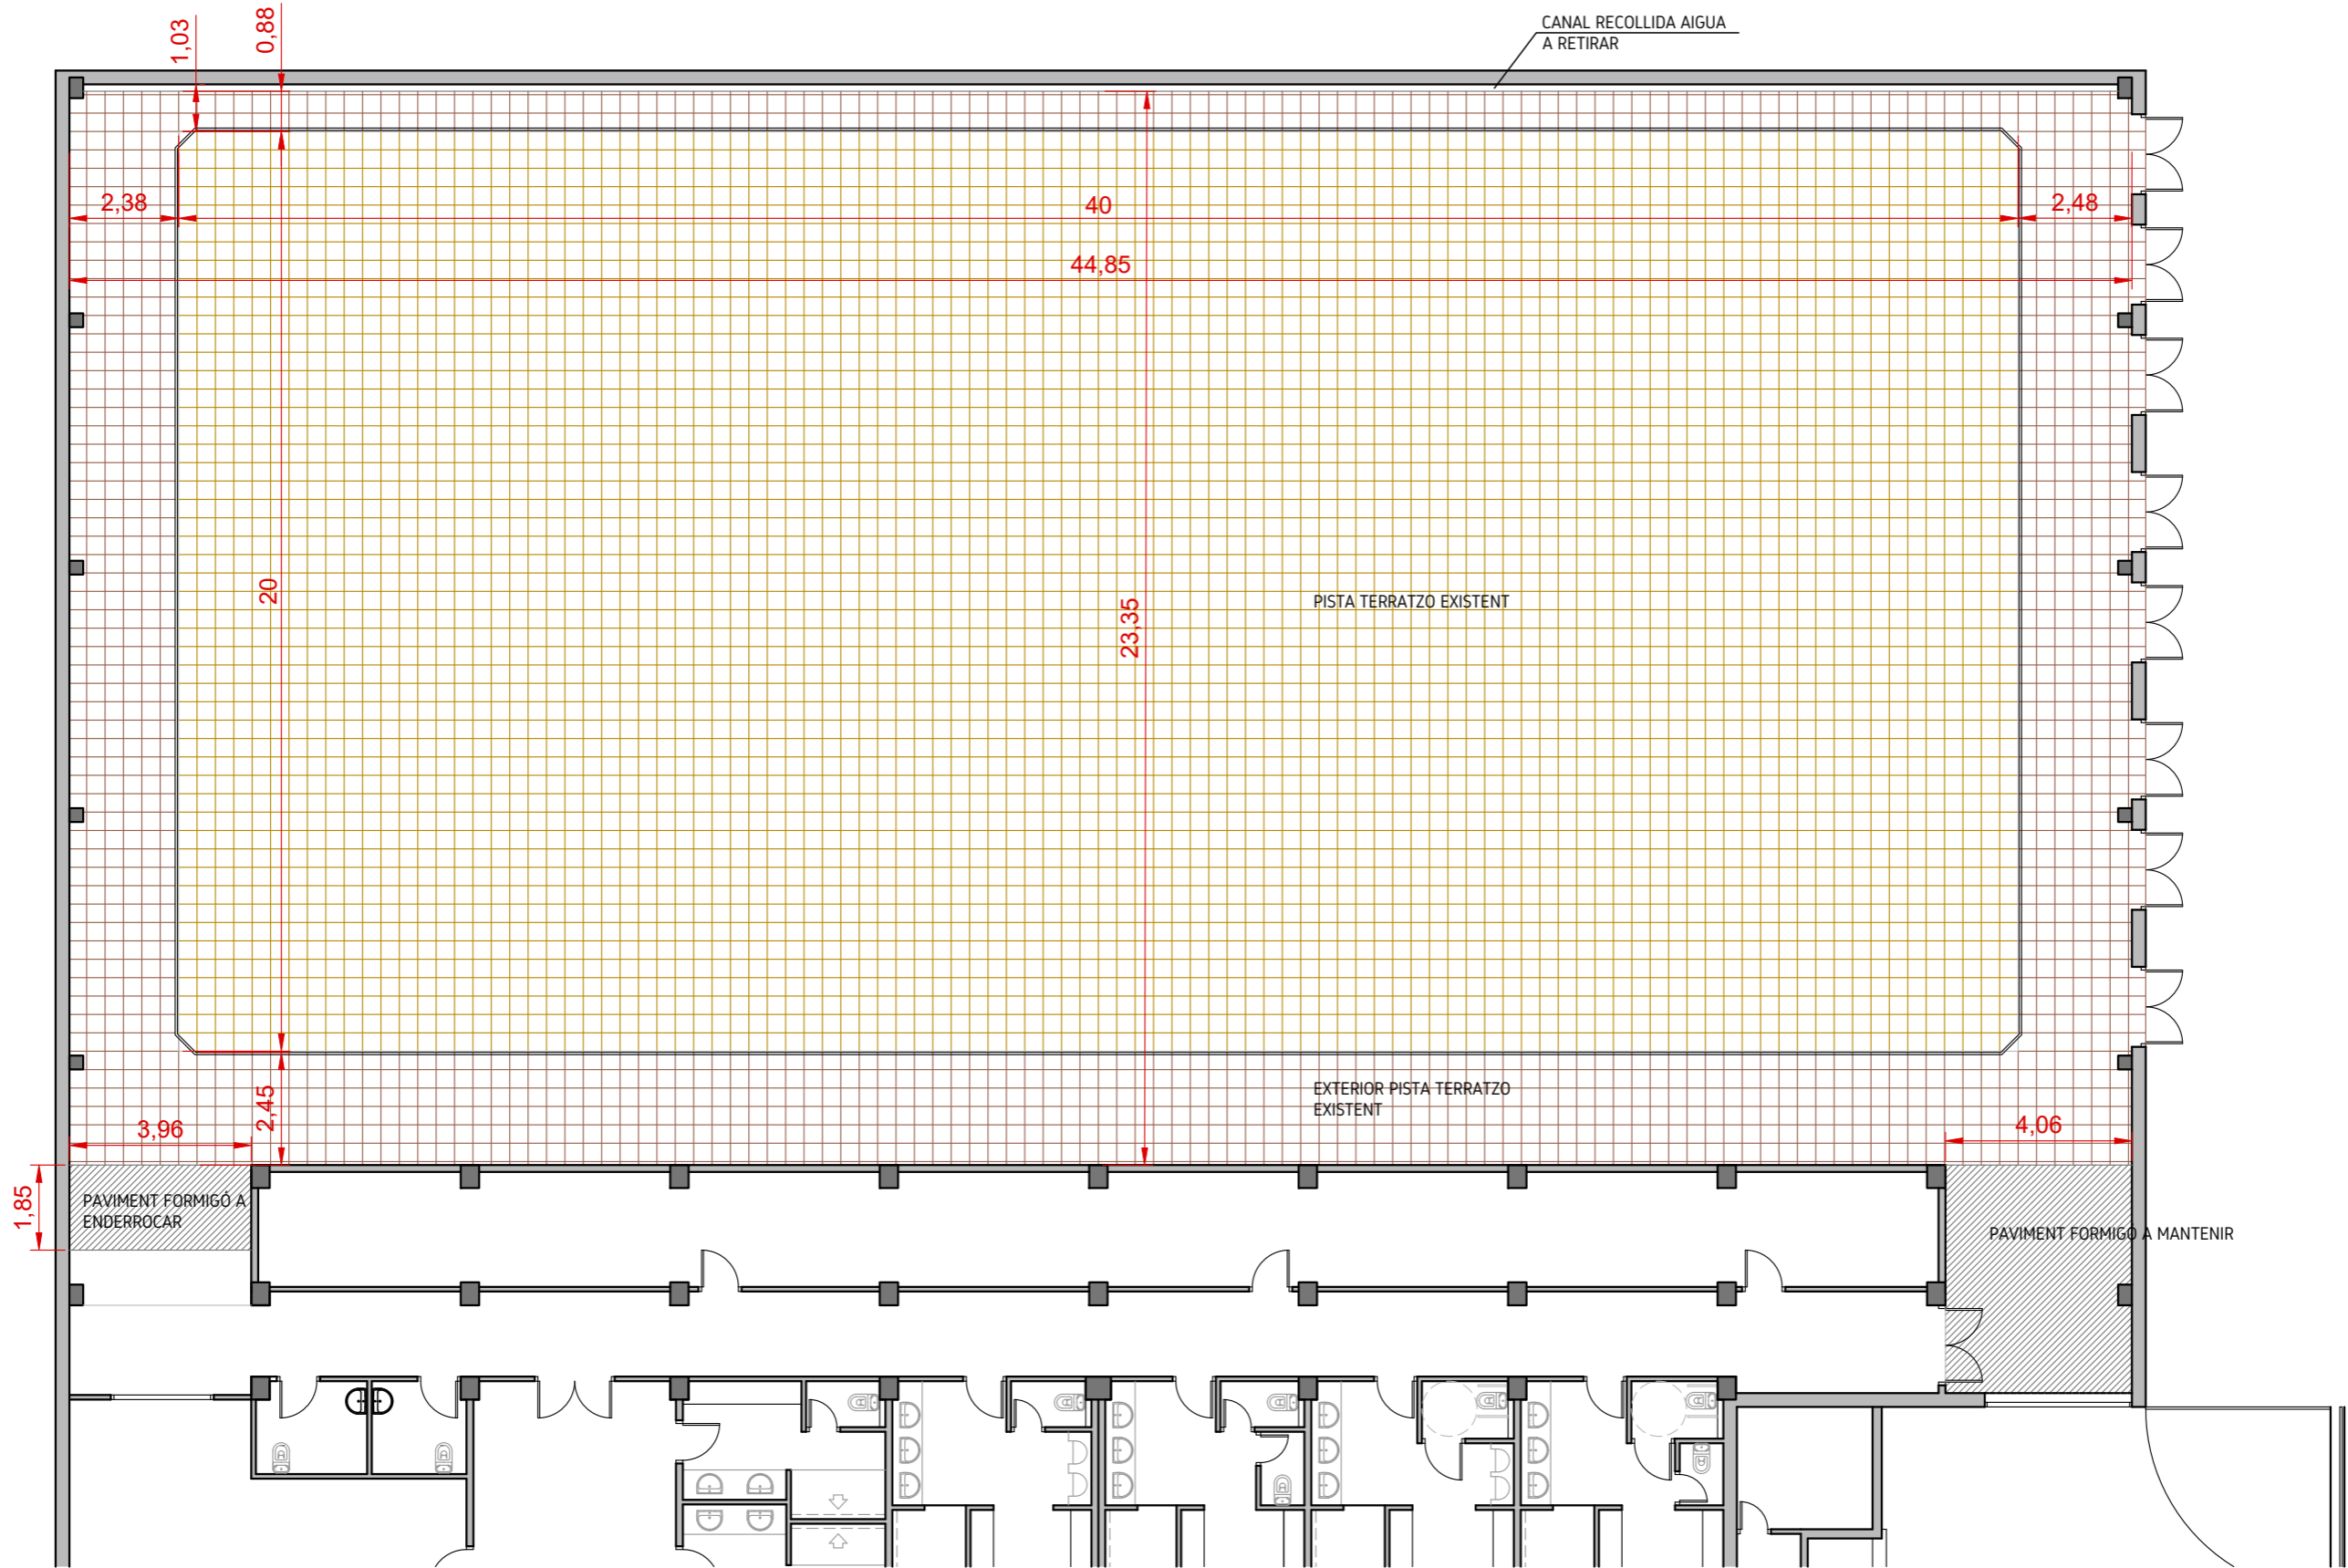 CANAL RECOLLIDA AIGUA
A RETIRAR
1,03
0,88
2,38
40
2,48
44,85
20
23,35
PISTA TERRATZO EXISTENT
EXTERIOR PISTA TERRATZO
EXISTENT
2,45
3,96
4,06
1,85
PAVIMENT FORMIGÓ A
ENDERROCAR
PAVIMENT FORMIGÓ A MANTENIR